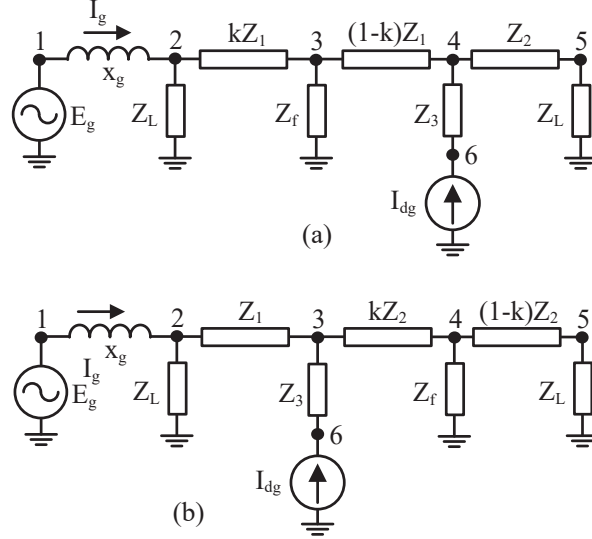 I_g
1 2 kZ_1 3 (1-k)Z_1 4 Z_2 5
x_g
E_g Z_L Z_f Z_3 Z_L
6
I_dg
(a)
1 2 Z_1 3 kZ_2 4 (1-k)Z_2 5
x_g
I_g
E_g Z_L Z_3 Z_f Z_L
6
I_dg
(b)